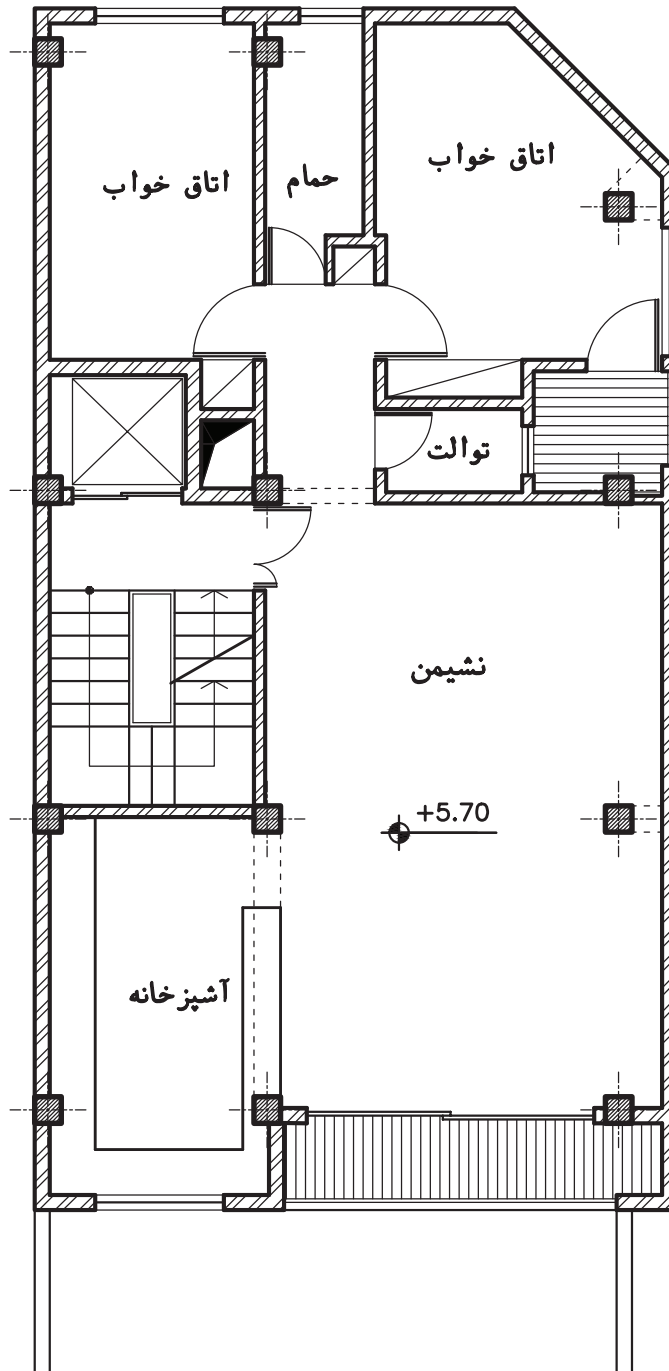 اتاق خواب
حمام
اتاق خواب
توالت
نشیمن
+5.70
آشپزخانه